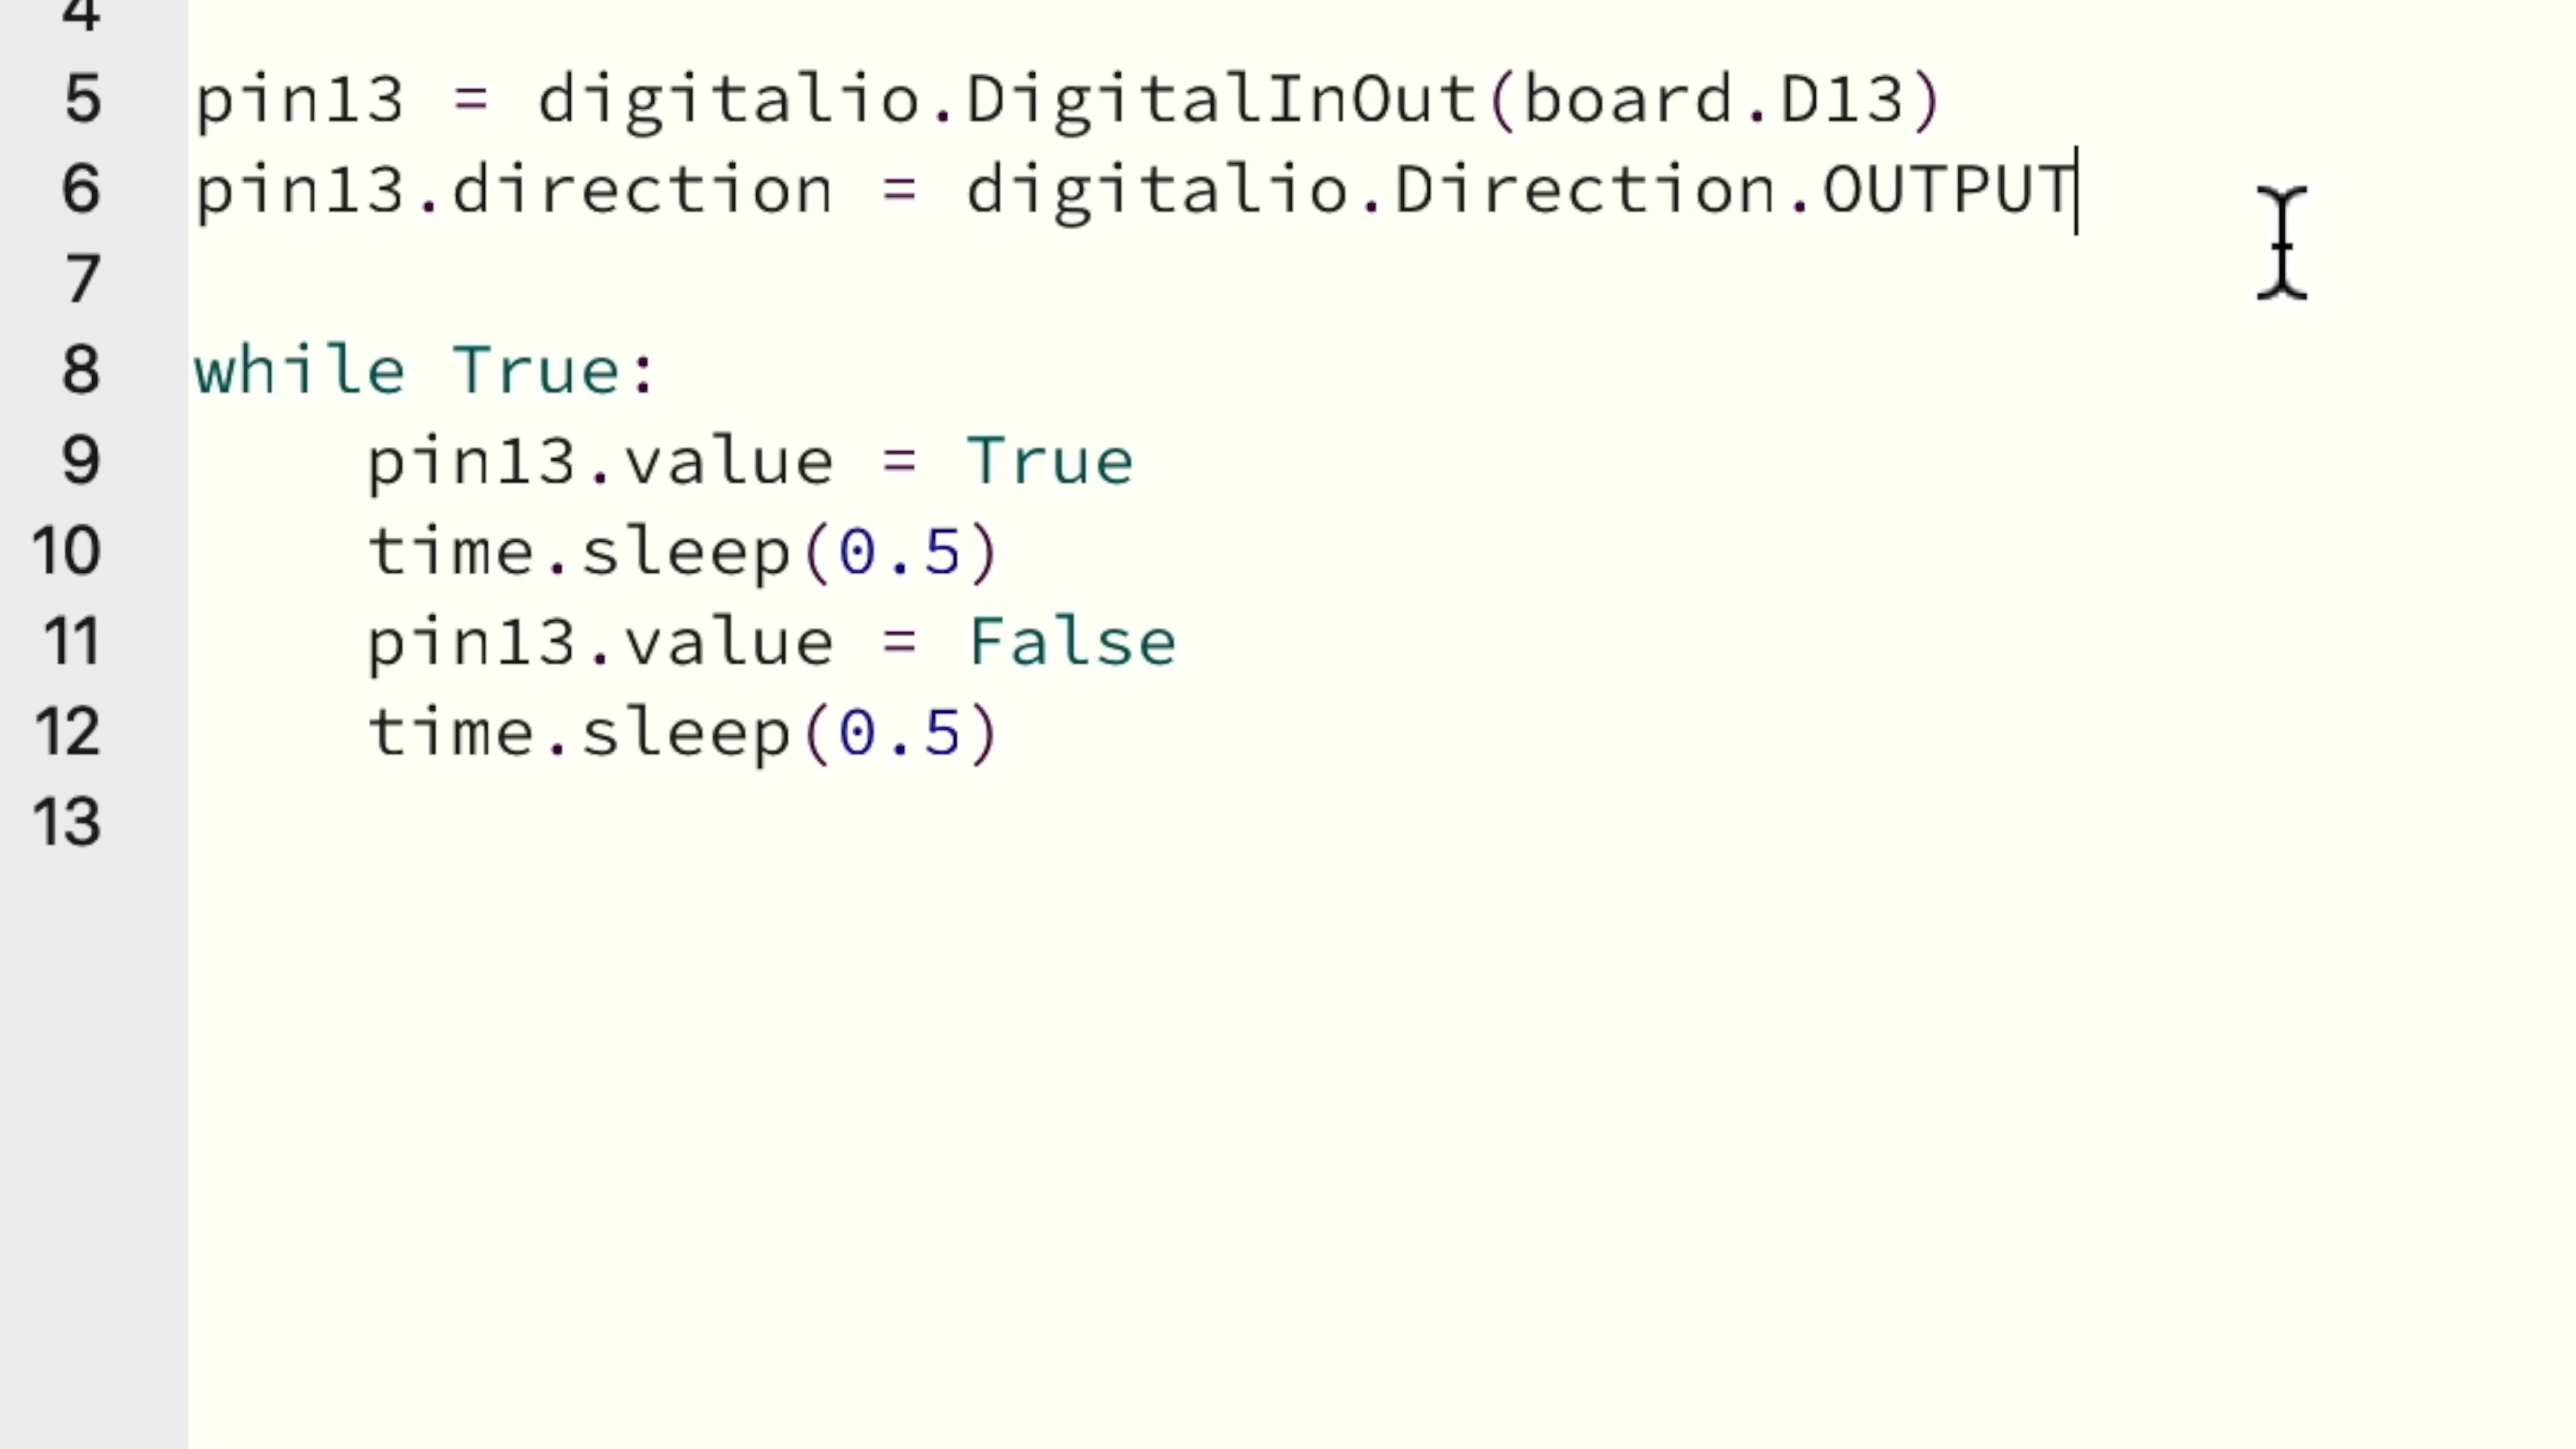 4
5 pin13 = digitalio.DigitalInOut(board.D13)
6 pin13.direction = digitalio.Direction.OUTPUT
7
8 while True:
9     pin13.value = True
10     time.sleep(0.5)
11     pin13.value = False
12     time.sleep(0.5)
13